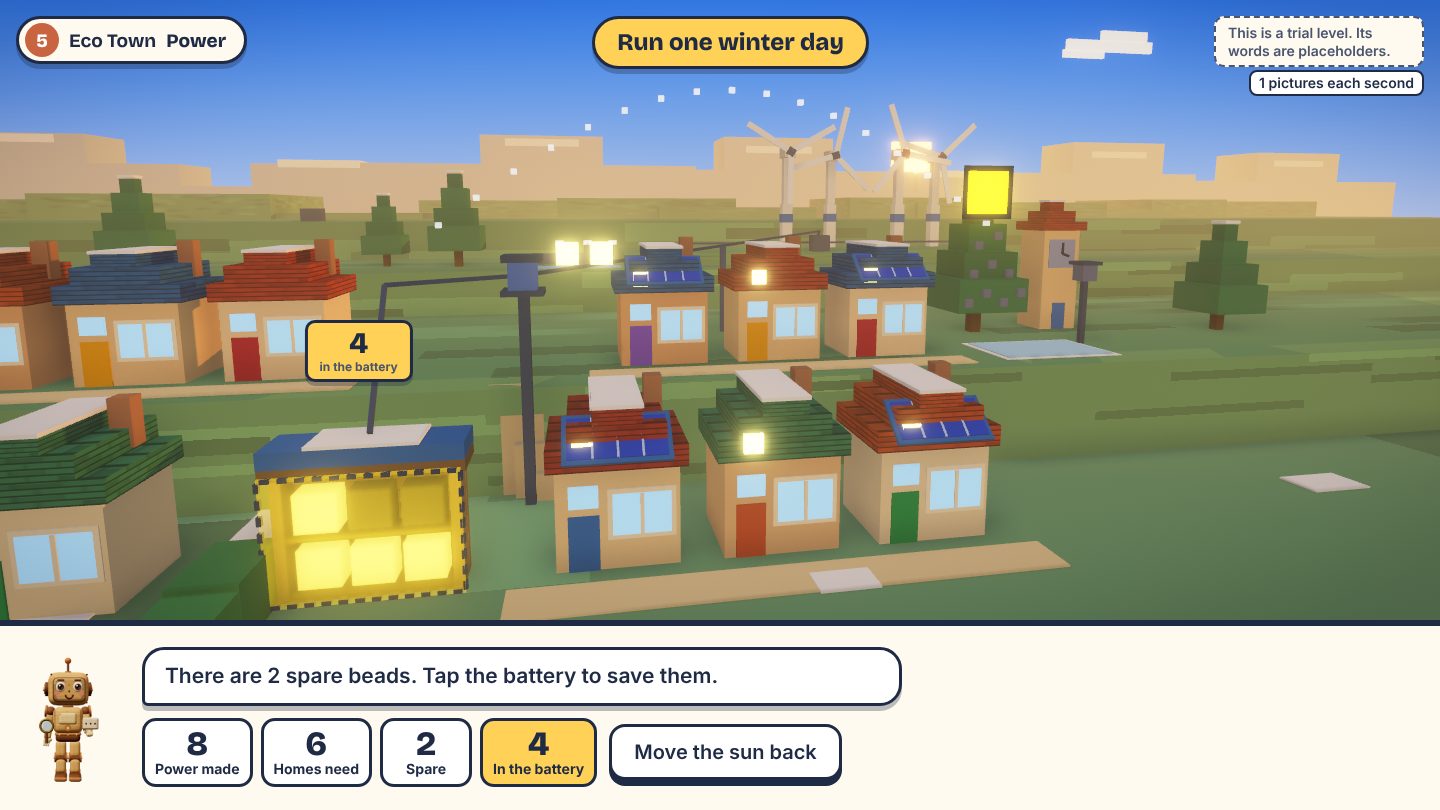 5 Eco Town Power
Run one winter day
This is a trial level. Its
words are placeholders.
1 pictures each second
4
in the battery
There are 2 spare beads. Tap the battery to save them.
8
Power made
6
Homes need
2
Spare
4
In the battery
Move the sun back